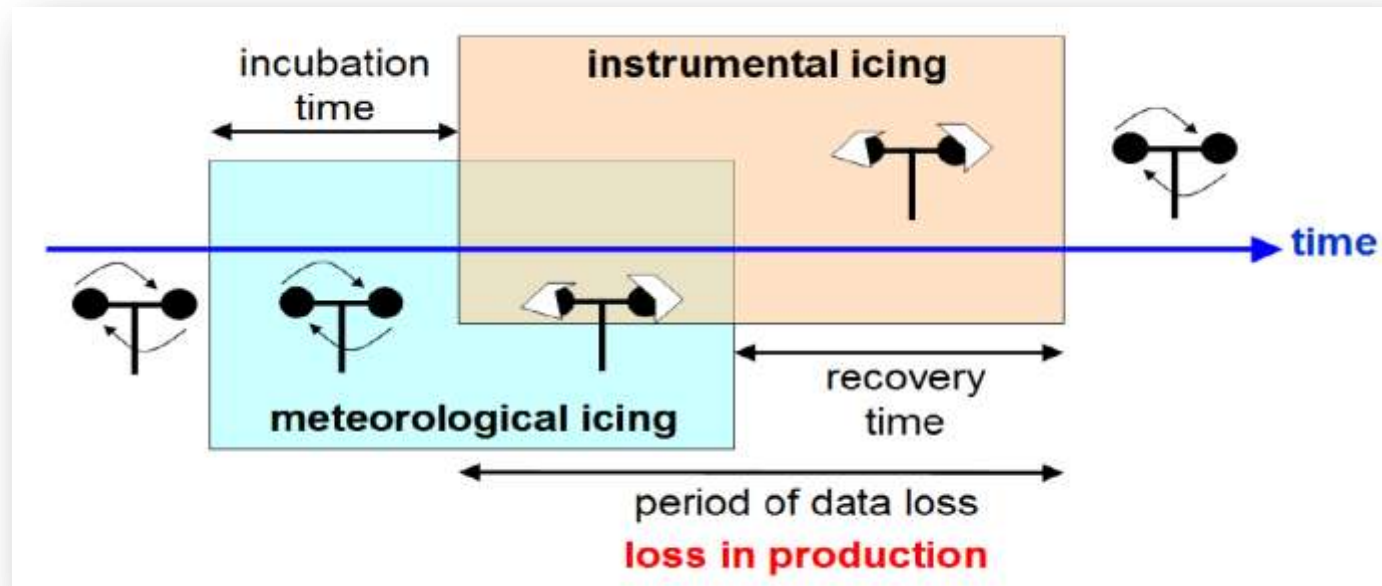 incubation
time
instrumental icing
time
meteorological icing
recovery
time
period of data loss
loss in production